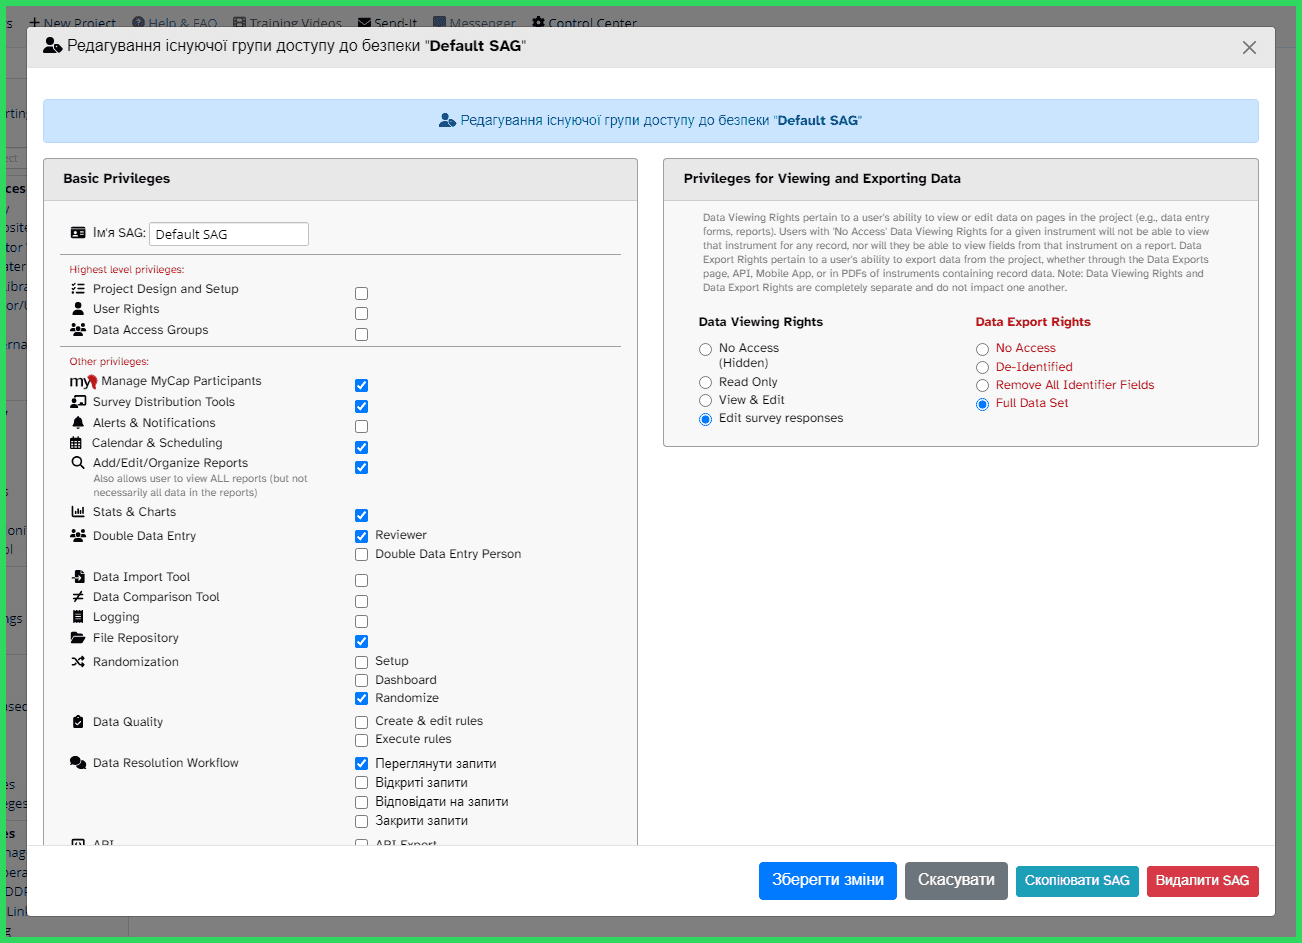 New Project Help & FAQ Training Videos Send-It Messenger Control Center
Редагування існуючої групи доступу до безпеки "Default SAG"
Редагування існуючої групи доступу до безпеки "Default SAG"
Basic Privileges
Ім'я SAG: Default SAG
Highest level privileges:
Project Design and Setup
User Rights
Data Access Groups
Other privileges:
my Manage MyCap Participants
Survey Distribution Tools
Alerts & Notifications
Calendar & Scheduling
Add/Edit/Organize Reports
Also allows user to view ALL reports (but not
necessarily all data in the reports)
Stats & Charts
Double Data Entry Reviewer
Double Data Entry Person
Data Import Tool
Data Comparison Tool
Logging
File Repository
Randomization Setup
Dashboard
Randomize
Data Quality Create & edit rules
Execute rules
Data Resolution Workflow Переглянути запити
Відкриті запити
Відповідати на запити
Закрити запити
API API Export
Privileges for Viewing and Exporting Data
Data Viewing Rights pertain to a user's ability to view or edit data on pages in the project (e.g., data entry
forms, reports). Users with 'No Access' Data Viewing Rights for a given instrument will not be able to view
that instrument for any record, nor will they be able to view fields from that instrument on a report. Data
Export Rights pertain to a user's ability to export data from the project, whether through the Data Exports
page, API, Mobile App, or in PDFs of instruments containing record data. Note: Data Viewing Rights and
Data Export Rights are completely separate and do not impact one another.
Data Viewing Rights
No Access
(Hidden)
Read Only
View & Edit
Edit survey responses
Data Export Rights
No Access
De-Identified
Remove All Identifier Fields
Full Data Set
Зберегти зміни Скасувати Скопіювати SAG Видалити SAG